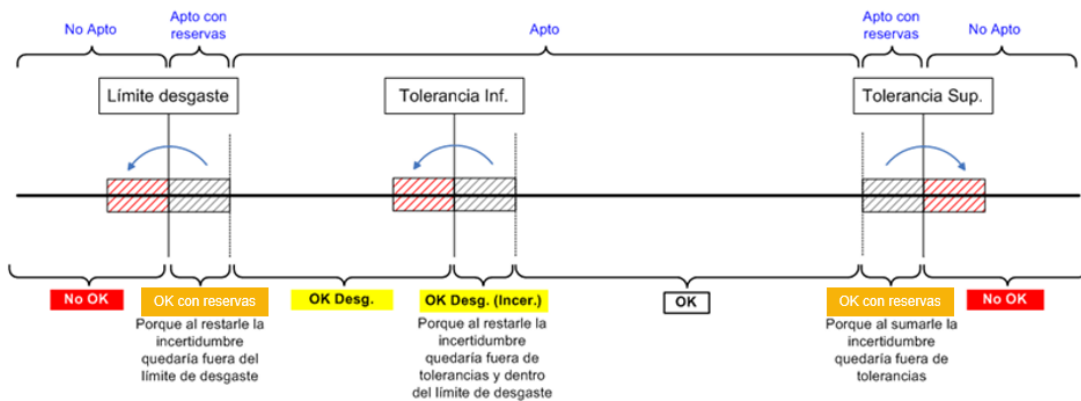 No Apto
Apto con
reservas
Apto
Apto con
reservas
No Apto
Límite desgaste
Tolerancia Inf.
Tolerancia Sup.
No OK
OK con reservas
OK Desg.
OK Desg. (Incer.)
OK
OK con reservas
No OK
Porque al restarle la
incertidumbre
quedaría fuera del
límite de desgaste
Porque al restarle la
incertidumbre
quedaría fuera de
tolerancias y dentro
del límite de desgaste
Porque al sumarle la
incertidumbre
quedaría fuera de
tolerancias